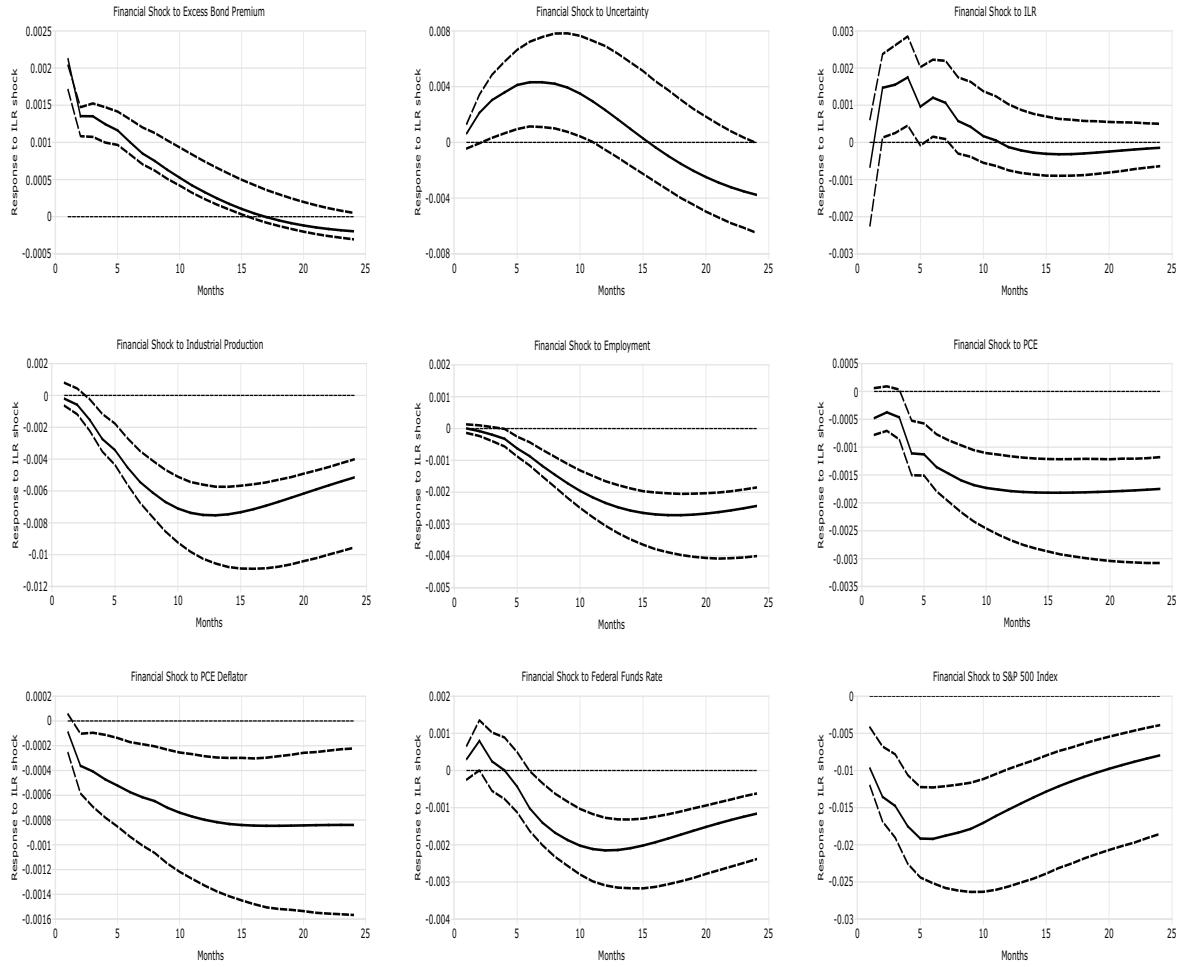 Financial Shock to Excess Bond Premium
Response to ILR shock
0.0025
0.002
0.0015
0.001
0.0005
0
-0.0005
0 5 10 15 20 25
Months
Financial Shock to Uncertainty
Response to ILR shock
0.008
0.004
0
-0.004
-0.008
0 5 10 15 20 25
Months
Financial Shock to ILR
Response to ILR shock
0.003
0.002
0.001
0
-0.001
-0.002
-0.003
0 5 10 15 20 25
Months
Financial Shock to Industrial Production
Response to ILR shock
0.002
0
-0.002
-0.004
-0.006
-0.008
-0.01
-0.012
0 5 10 15 20 25
Months
Financial Shock to Employment
Response to ILR shock
0.002
0.002
0
-0.001
-0.002
-0.003
-0.004
-0.005
0 5 10 15 20 25
Months
Financial Shock to PCE
Response to ILR shock
0.0005
0
-0.0005
-0.001
-0.0015
-0.002
-0.0025
-0.003
-0.0035
0 5 10 15 20 25
Months
Financial Shock to PCE Deflator
Response to ILR shock
0.0002
0
-0.0002
-0.0004
-0.0006
-0.0008
-0.001
-0.0012
-0.0014
-0.0016
0 5 10 15 20 25
Months
Financial Shock to Federal Funds Rate
Response to ILR shock
0.002
0.001
0
-0.001
-0.002
-0.003
-0.004
0 5 10 15 20 25
Months
Financial Shock to S&P 500 Index
Response to ILR shock
0
-0.005
-0.01
-0.015
-0.02
-0.025
-0.03
0 5 10 15 20 25
Months